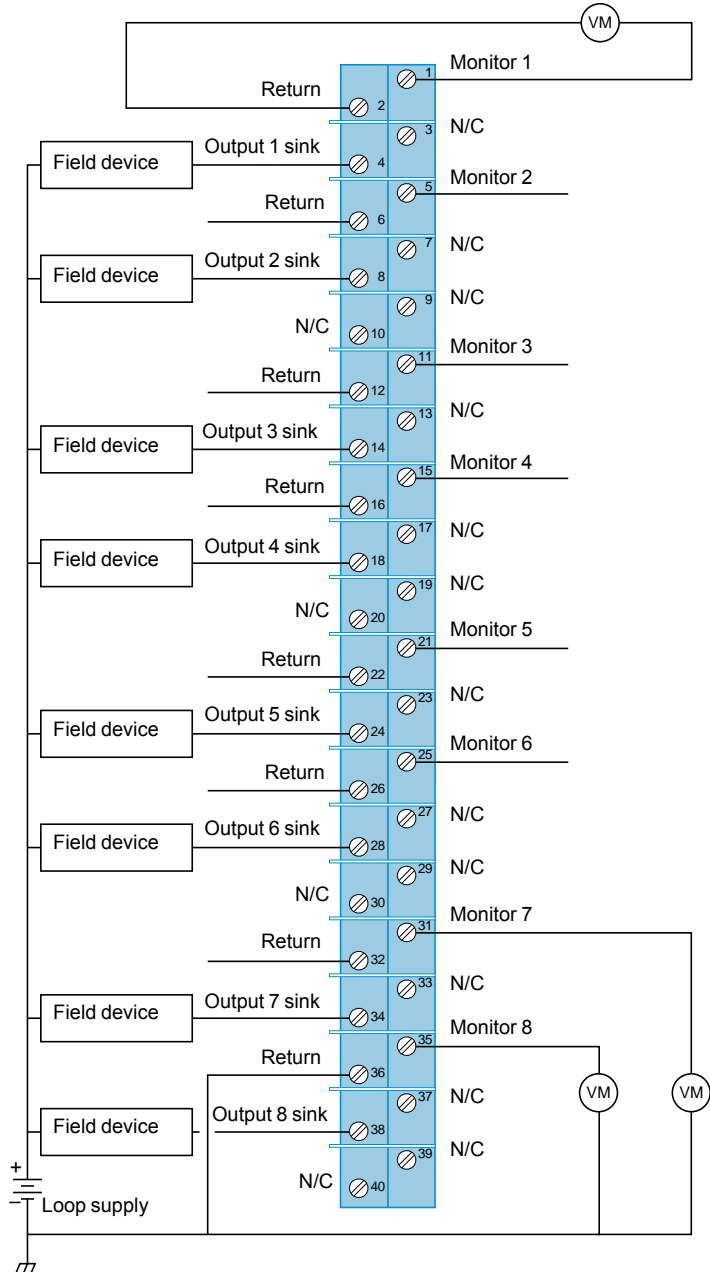 VM
Monitor 1
1
Return
2
N/C
3
Field device
Output 1 sink
4
Monitor 2
5
Return
6
N/C
7
Field device
Output 2 sink
8
N/C
9
N/C
10
Monitor 3
11
Return
12
N/C
13
Field device
Output 3 sink
14
Monitor 4
15
Return
16
N/C
17
Field device
Output 4 sink
18
N/C
19
N/C
20
Monitor 5
21
Return
22
N/C
23
Field device
Output 5 sink
24
Monitor 6
25
Return
26
N/C
27
Field device
Output 6 sink
28
N/C
29
N/C
30
Monitor 7
31
Return
32
N/C
33
Field device
Output 7 sink
34
Monitor 8
35
Return
36
VM
VM
N/C
37
Field device
Output 8 sink
38
N/C
39
N/C
40
+
–
Loop supply